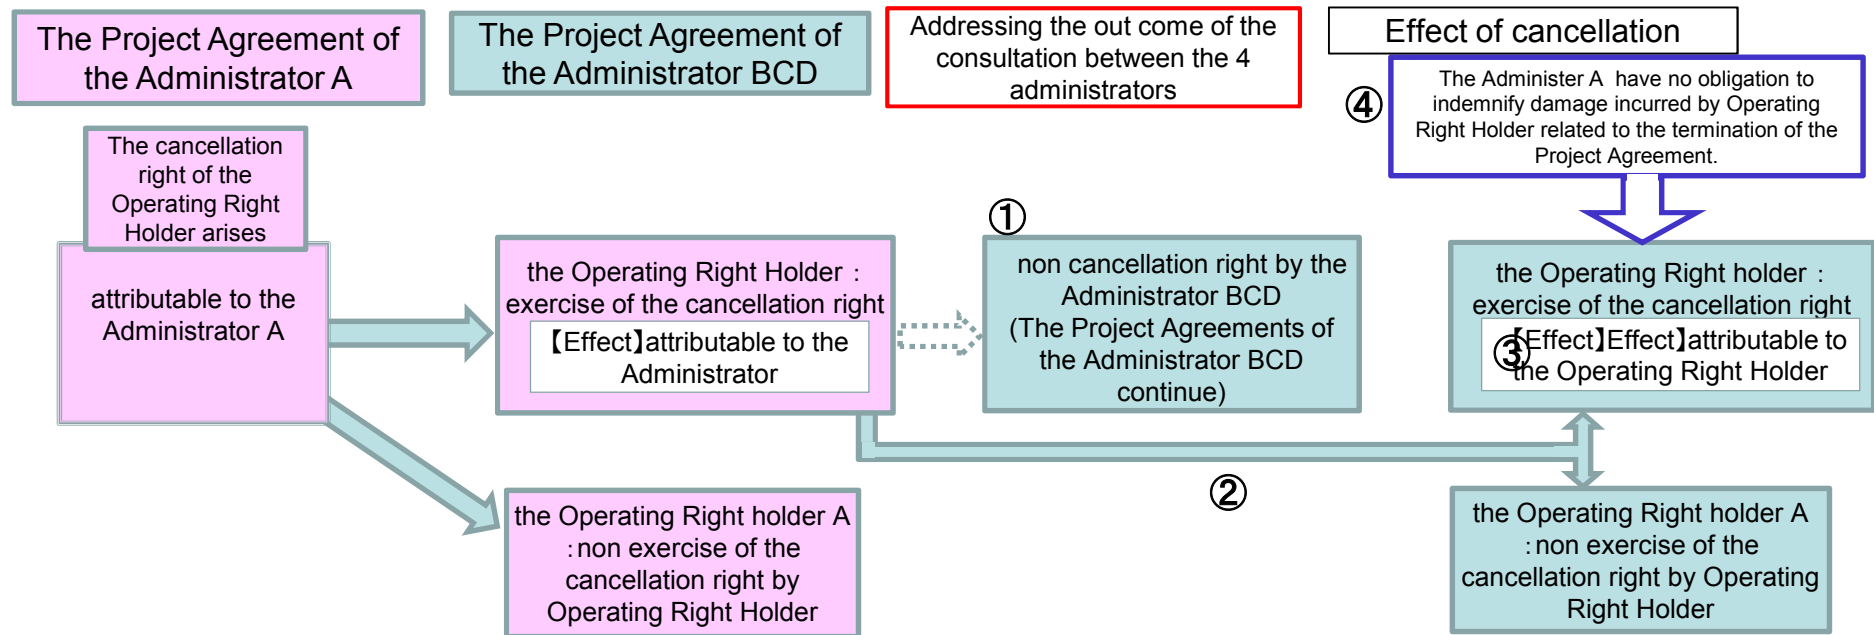 The Project Agreement of
the Administrator A
The Project Agreement of
the Administrator BCD
Addressing the out come of the
consultation between the 4
administrators
Effect of cancellation
④
The Administer A have no obligation to
indemnify damage incurred by Operating
Right Holder related to the termination of the
Project Agreement.
The cancellation
right of the
Operating Right
Holder arises
attributable to the
Administrator A
the Operating Right Holder：
exercise of the cancellation right
【Effect】attributable to the
Administrator
①
non cancellation right by the
Administrator BCD
(The Project Agreements of
the Administrator BCD
continue)
the Operating Right holder：
exercise of the cancellation right
③
【Effect】Effect】attributable to
the Operating Right Holder
②
the Operating Right holder A
：non exercise of the
cancellation right by
Operating Right Holder
the Operating Right holder A
：non exercise of the
cancellation right by Operating
Right Holder